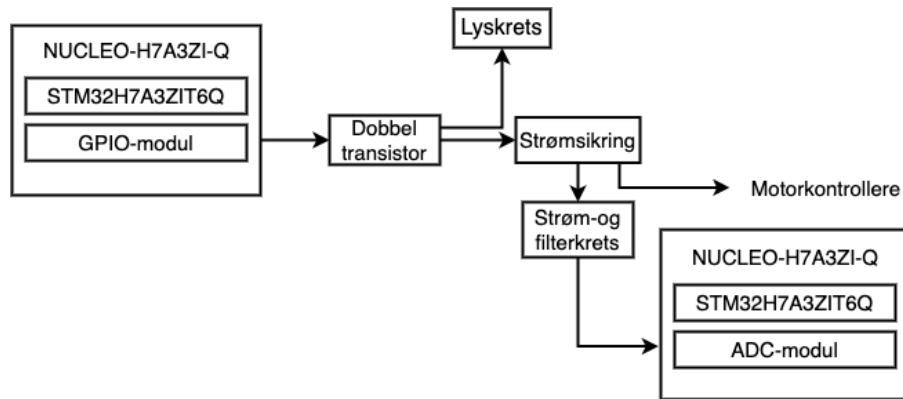 Lyskrets
NUCLEO-H7A3ZI-Q
STM32H7A3ZIT6Q
GPIO-modul
Dobbel
transistor
Strømsikring
Motorkontrollere
Strøm-og
filterkrets
NUCLEO-H7A3ZI-Q
STM32H7A3ZIT6Q
ADC-modul